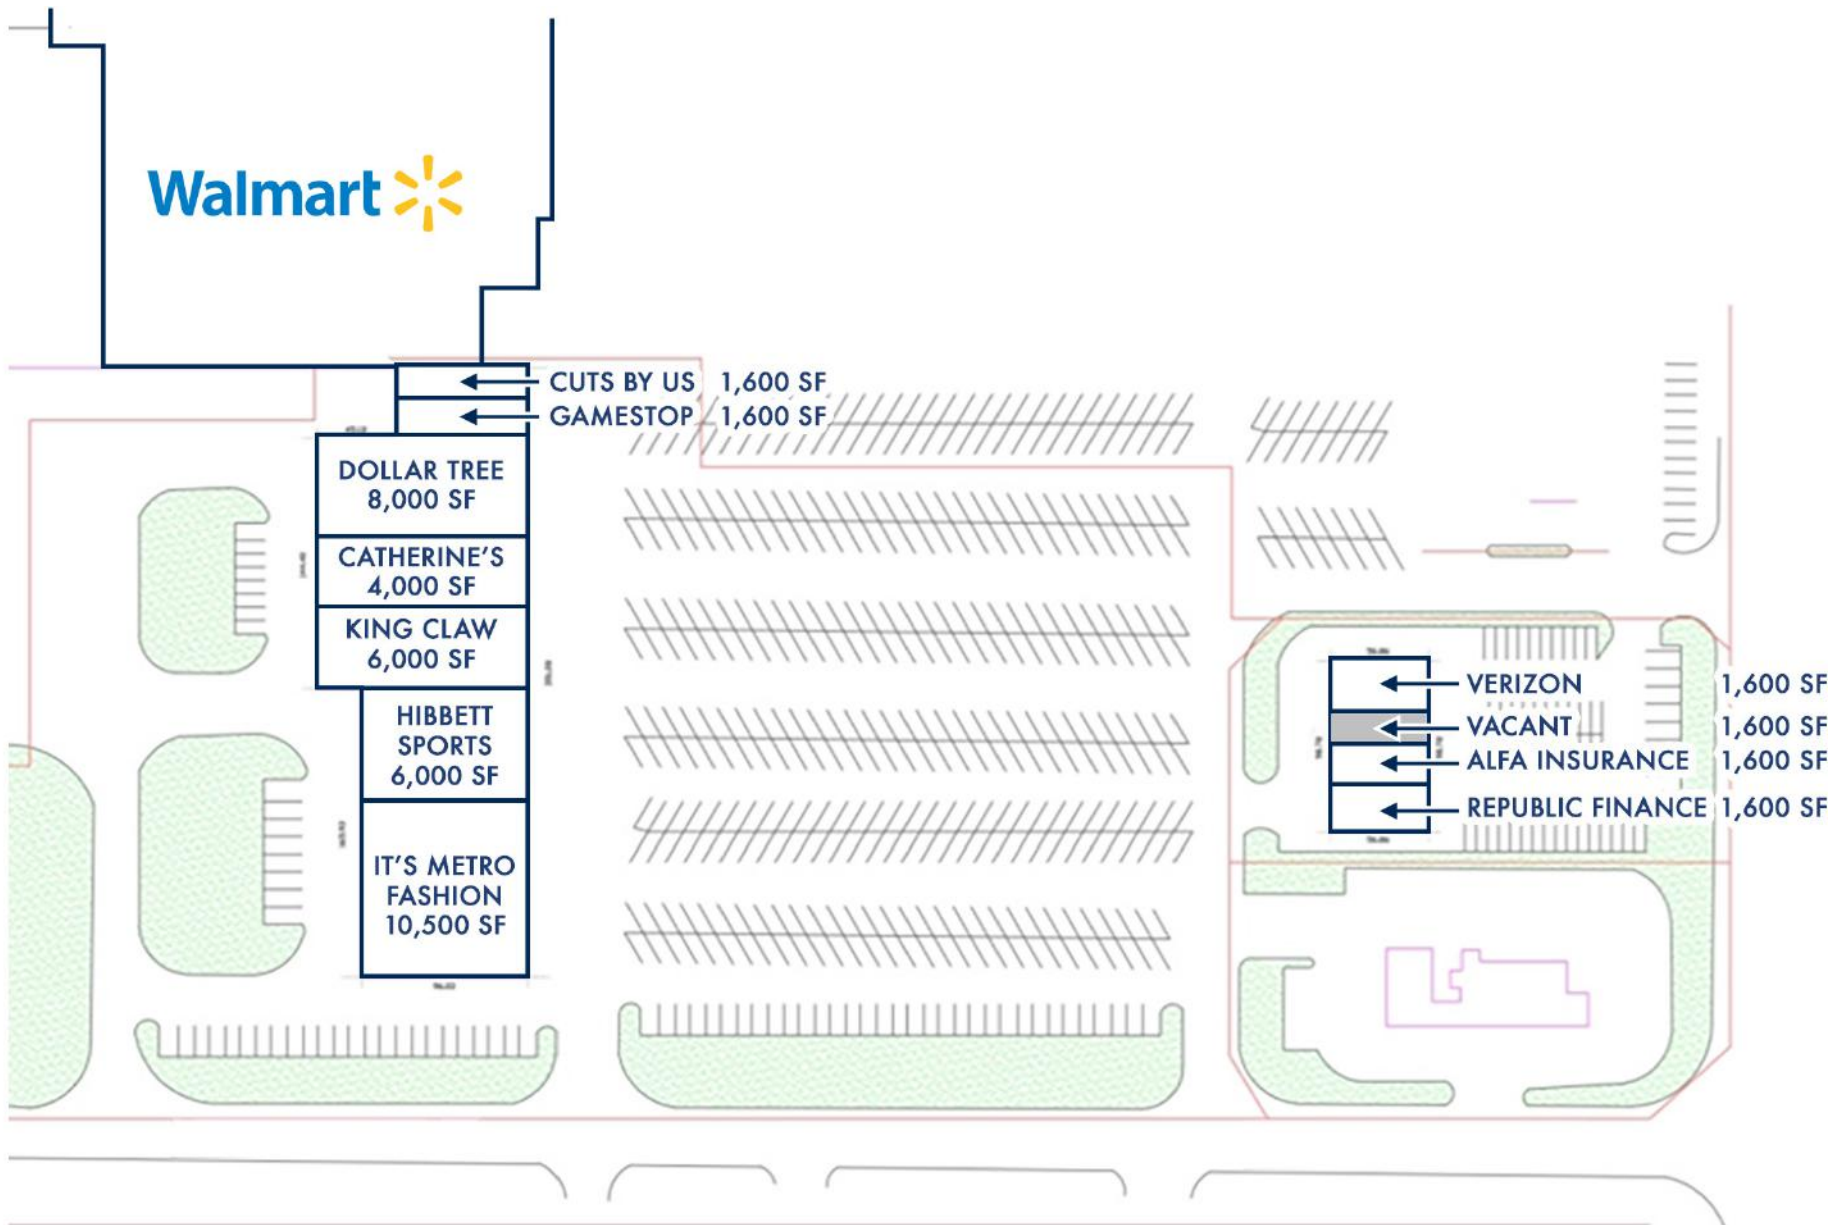 Walmart
CUTS BY US 1,600 SF
GAMESTOP 1,600 SF
DOLLAR TREE
8,000 SF
CATHERINE'S
4,000 SF
KING CLAW
6,000 SF
HIBBETT
SPORTS
6,000 SF
IT'S METRO
FASHION
10,500 SF
VERIZON 1,600 SF
VACANT 1,600 SF
ALFA INSURANCE 1,600 SF
REPUBLIC FINANCE 1,600 SF